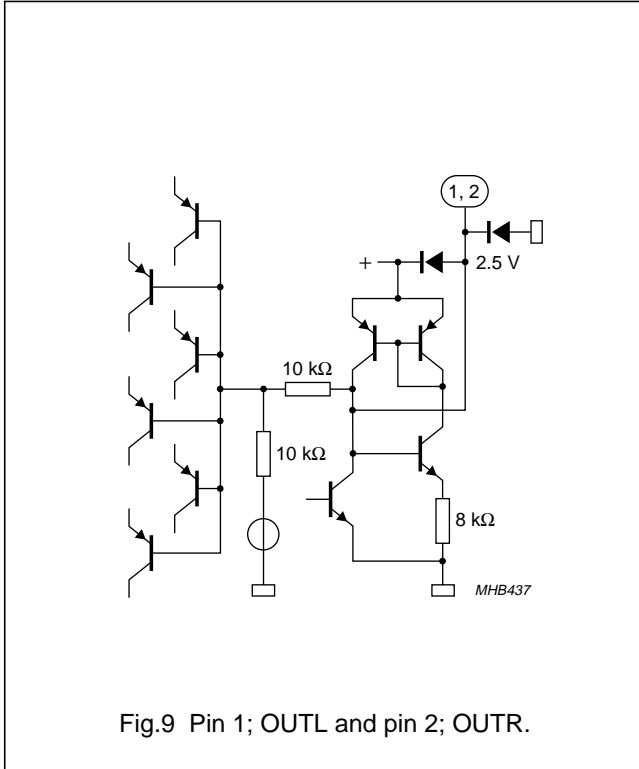 1, 2
+
2.5 V
10 kΩ
10 kΩ
8 kΩ
MHB437
Fig.9 Pin 1; OUTL and pin 2; OUTR.